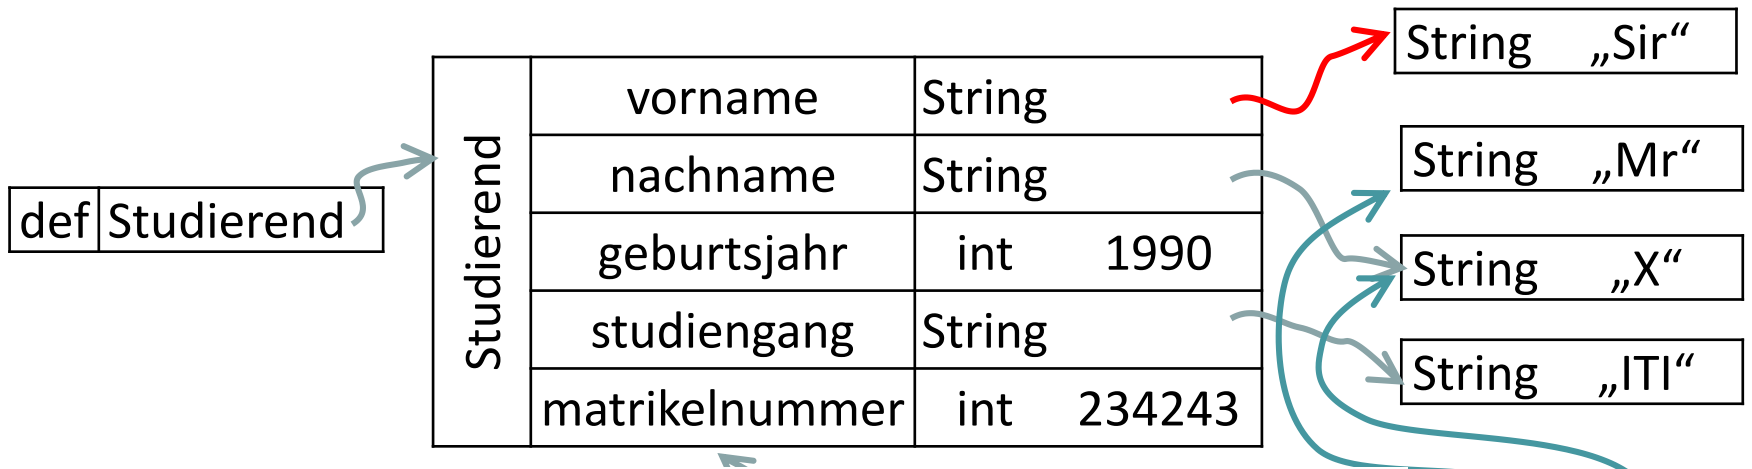 String „Sir“
vorname String
String „Mr“
nachname String
def Studierend
Studierend
geburtsjahr int 1990
String „X“
studiengang String
String „ITI“
matrikelnummer int 234243